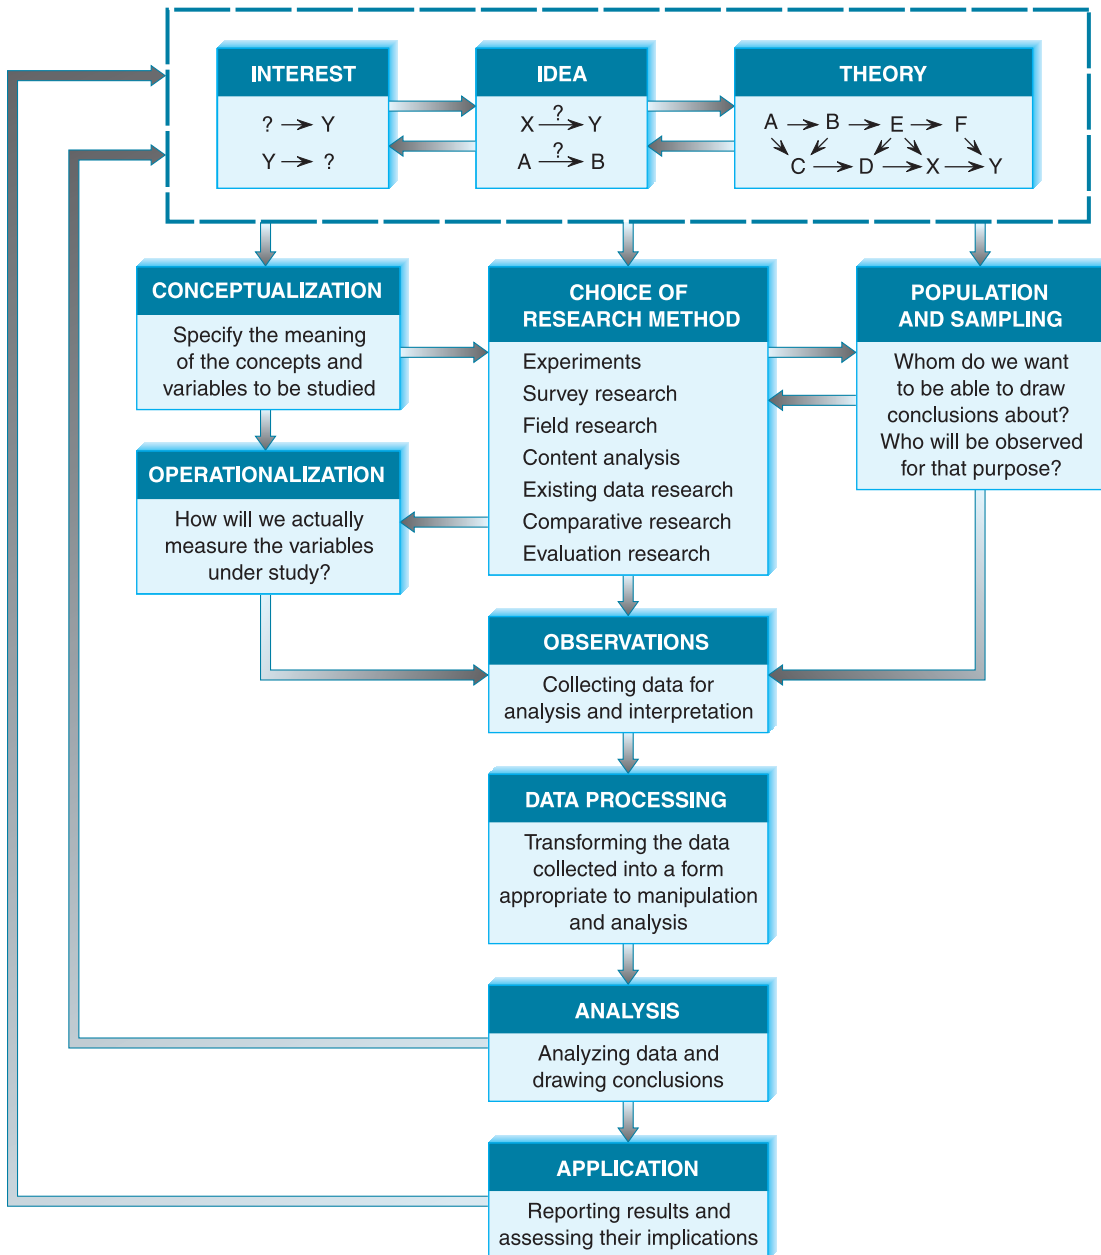 INTEREST
? → Y
Y → ?
IDEA
?
X → Y
?
A → B
THEORY
A → B → E → F
C → D → X → Y
CONCEPTUALIZATION
Specify the meaning
of the concepts and
variables to be studied
CHOICE OF
RESEARCH METHOD
Experiments
Survey research
Field research
Content analysis
Existing data research
Comparative research
Evaluation research
POPULATION
AND SAMPLING
Whom do we want
to be able to draw
conclusions about?
Who will be observed
for that purpose?
OPERATIONALIZATION
How will we actually
measure the variables
under study?
OBSERVATIONS
Collecting data for
analysis and interpretation
DATA PROCESSING
Transforming the data
collected into a form
appropriate to manipulation
and analysis
ANALYSIS
Analyzing data and
drawing conclusions
APPLICATION
Reporting results and
assessing their implications